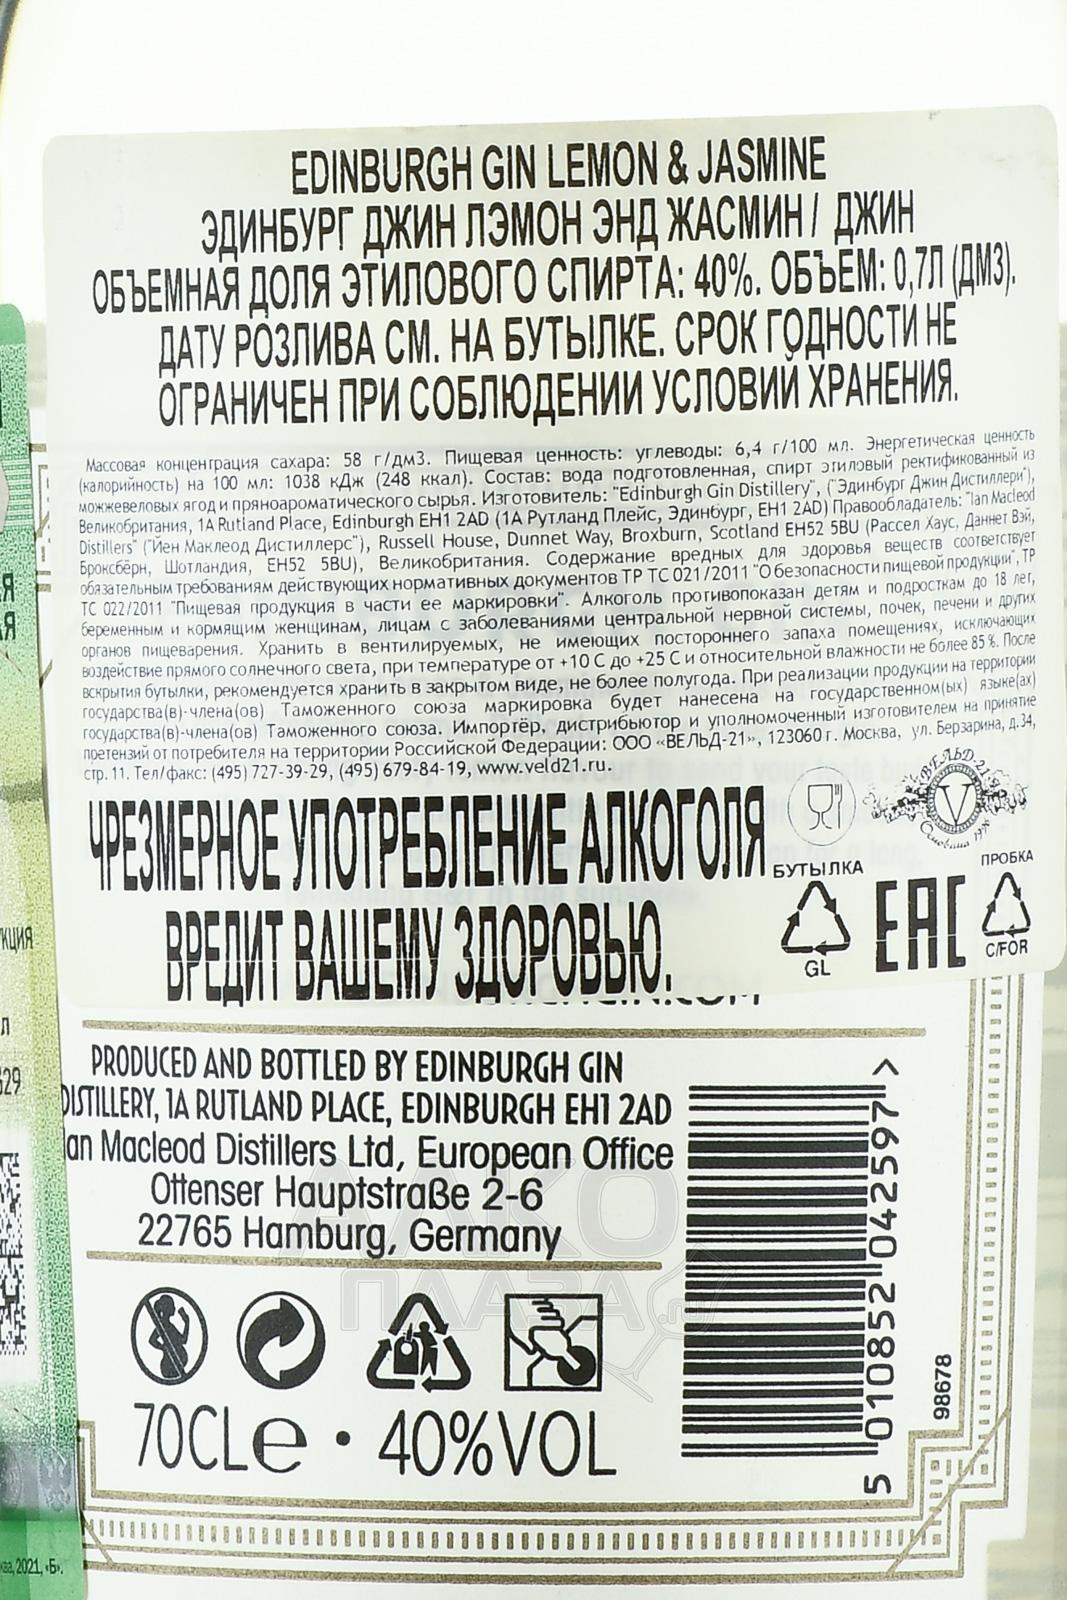 EDINBURGH GIN LEMON & JASMINE
ЭДИНБУРГ ДЖИН ЛЭМОН ЭНД ЖАСМИН / ДЖИН
ОБЪЕМНАЯ ДОЛЯ ЭТИЛОВОГО СПИРТА: 40%. ОБЪЕМ: 0,7Л (ДМ3).
ДАТУ РОЗЛИВА СМ. НА БУТЫЛКЕ. СРОК ГОДНОСТИ НЕ
ОГРАНИЧЕН ПРИ СОБЛЮДЕНИИ УСЛОВИЙ ХРАНЕНИЯ.
Массовая концентрация сахара: 58 г/дм3. Пищевая ценность: углеводы: 6,4 г/100 мл. Энергетическая ценность
(калорийность) на 100 мл: 1038 кДж (248 ккал). Состав: вода подготовленная, спирт этиловый ректификованный из
можжевеловых ягод и пряноароматического сырья. Изготовитель: "Edinburgh Gin Distillery", ("Эдинбург Джин Дистиллери"),
Великобритания, 1A Rutland Place, Edinburgh EH1 2AD (1А Рутланд Плейс, Эдинбург, ЕН1 2AD) Правообладатель: "Ian Macleod
Distillers" ("Йен Маклеод Дистиллерс"), Russell House, Dunnet Way, Broxburn, Scotland EH52 5BU (Рассел Хаус, Даннет Вэй,
Броксбёрн, Шотландия, EH52 5BU), Великобритания. Содержание вредных для здоровья веществ соответствует
обязательным требованиям действующих нормативных документов ТР ТС 021/2011 "О безопасности пищевой продукции", ТР
ТС 022/2011 "Пищевая продукция в части ее маркировки". Алкоголь противопоказан детям и подросткам до 18 лет,
беременным и кормящим женщинам, лицам с заболеваниями центральной нервной системы, почек, печени и других
органов пищеварения. Хранить в вентилируемых, не имеющих постороннего запаха помещениях, исключающих
воздействие прямого солнечного света, при температуре от +10 С до +25 С и относительной влажности не более 85 %. После
вскрытия бутылки, рекомендуется хранить в закрытом виде, не более полугода. При реализации продукции на территории
государства(в)-члена(ов) Таможенного союза маркировка будет нанесена на государственном(ых) языке(ах)
государства(в)-члена(ов) Таможенного союза. Импортёр, дистрибьютор и уполномоченный изготовителем на принятие
претензий от потребителя на территории Российской Федерации: ООО «ВЕЛЬД-21», 123060 г. Москва, ул. Берзарина, д.34,
стр. 11. Тел/факс: (495) 727-39-29, (495) 679-84-19, www.veld21.ru.
ЧРЕЗМЕРНОЕ УПОТРЕБЛЕНИЕ АЛКОГОЛЯ
ВРЕДИТ ВАШЕМУ ЗДОРОВЬЮ.
ВЕЛЬД-21
V
Основана 1996
БУТЫЛКА
GL
EAC
ПРОБКА
C/FOR
PRODUCED AND BOTTLED BY EDINBURGH GIN
DISTILLERY, 1A RUTLAND PLACE, EDINBURGH EH1 2AD
Ian Macleod Distillers Ltd, European Office
Ottenser Hauptstraße 2-6
22765 Hamburg, Germany
70CL e • 40%VOL
5 010852 042597 >
98678
АЛКО
ПЛАЗА
.ru
2021, «Б».